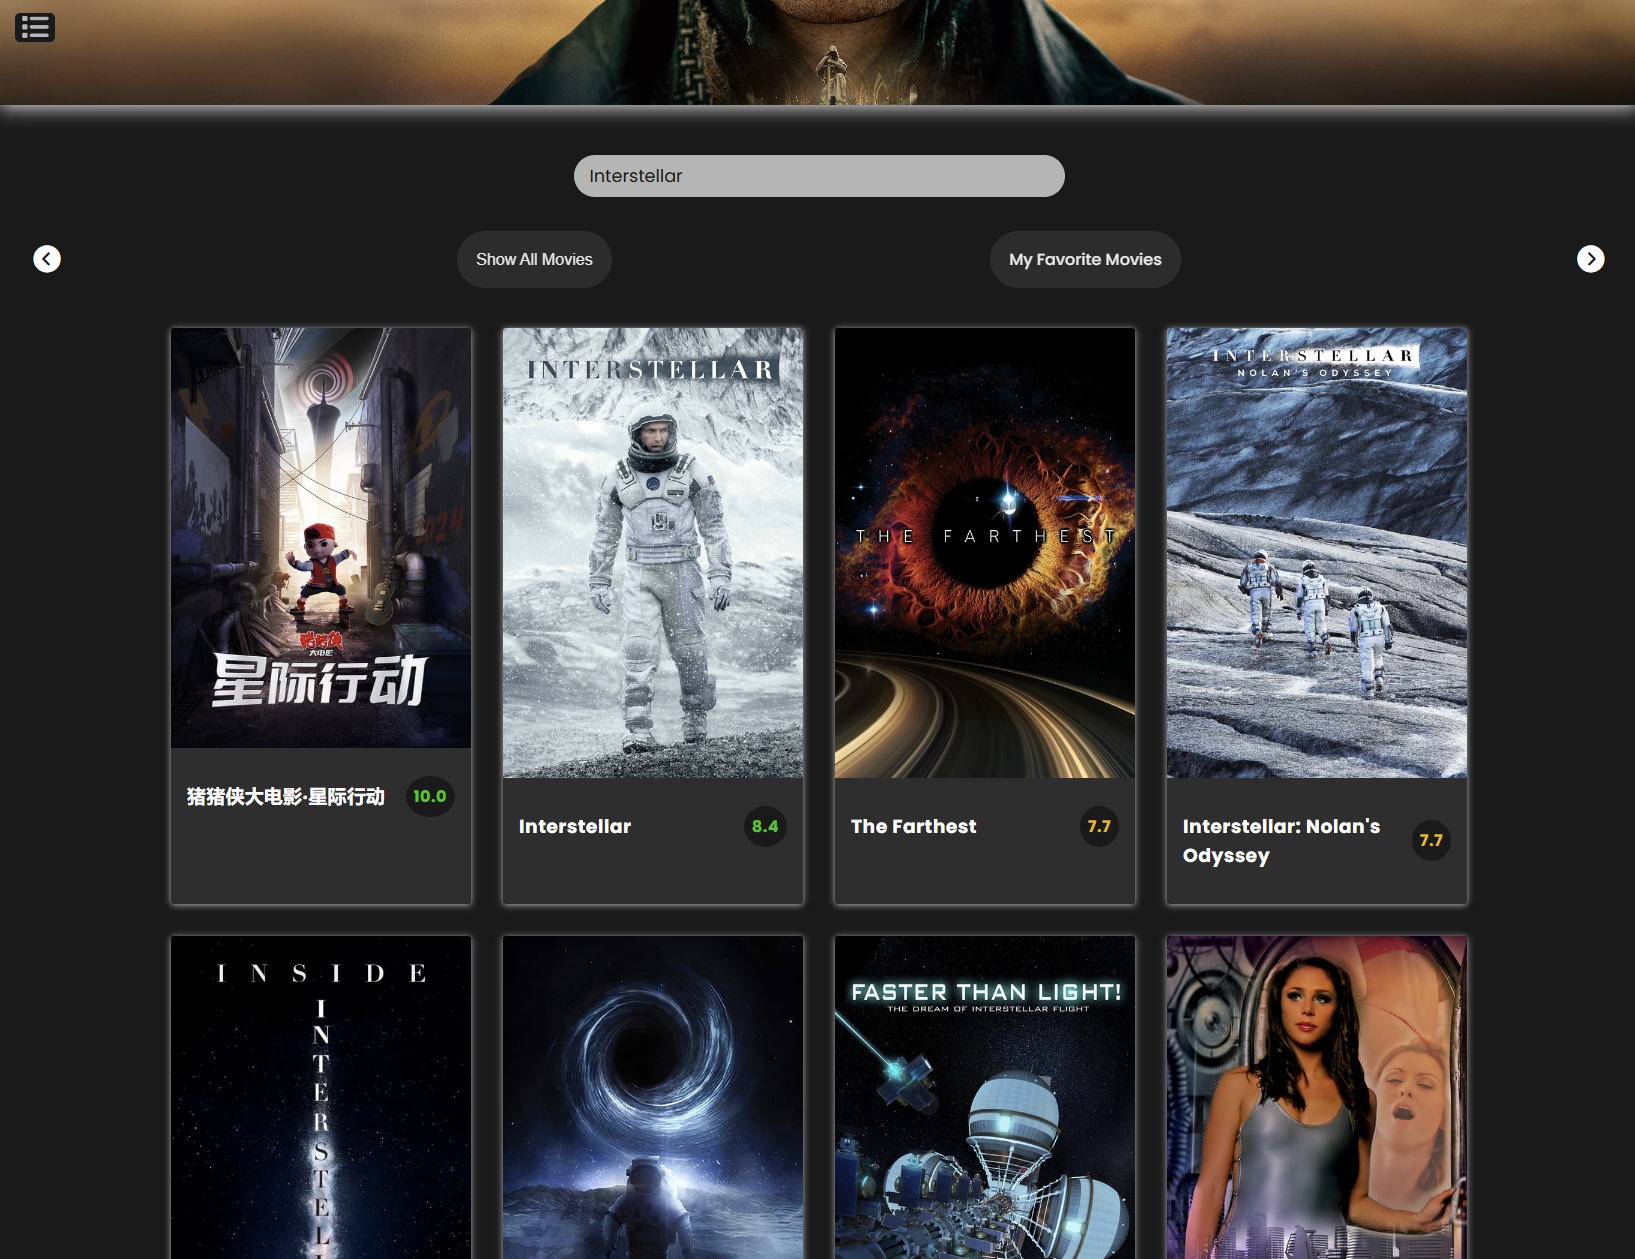 Interstellar
Show All Movies
My Favorite Movies
猪猪侠
大电影
星际行动
猪猪侠大电影·星际行动
10.0
INTERSTELLAR
Interstellar
8.4
THE FARTHEST
The Farthest
7.7
INTERSTELLAR
NOLAN'S ODYSSEY
Interstellar: Nolan's
Odyssey
7.7
INSIDE
INTERSTEL
FASTER THAN LIGHT!
THE DREAM OF INTERSTELLAR FLIGHT